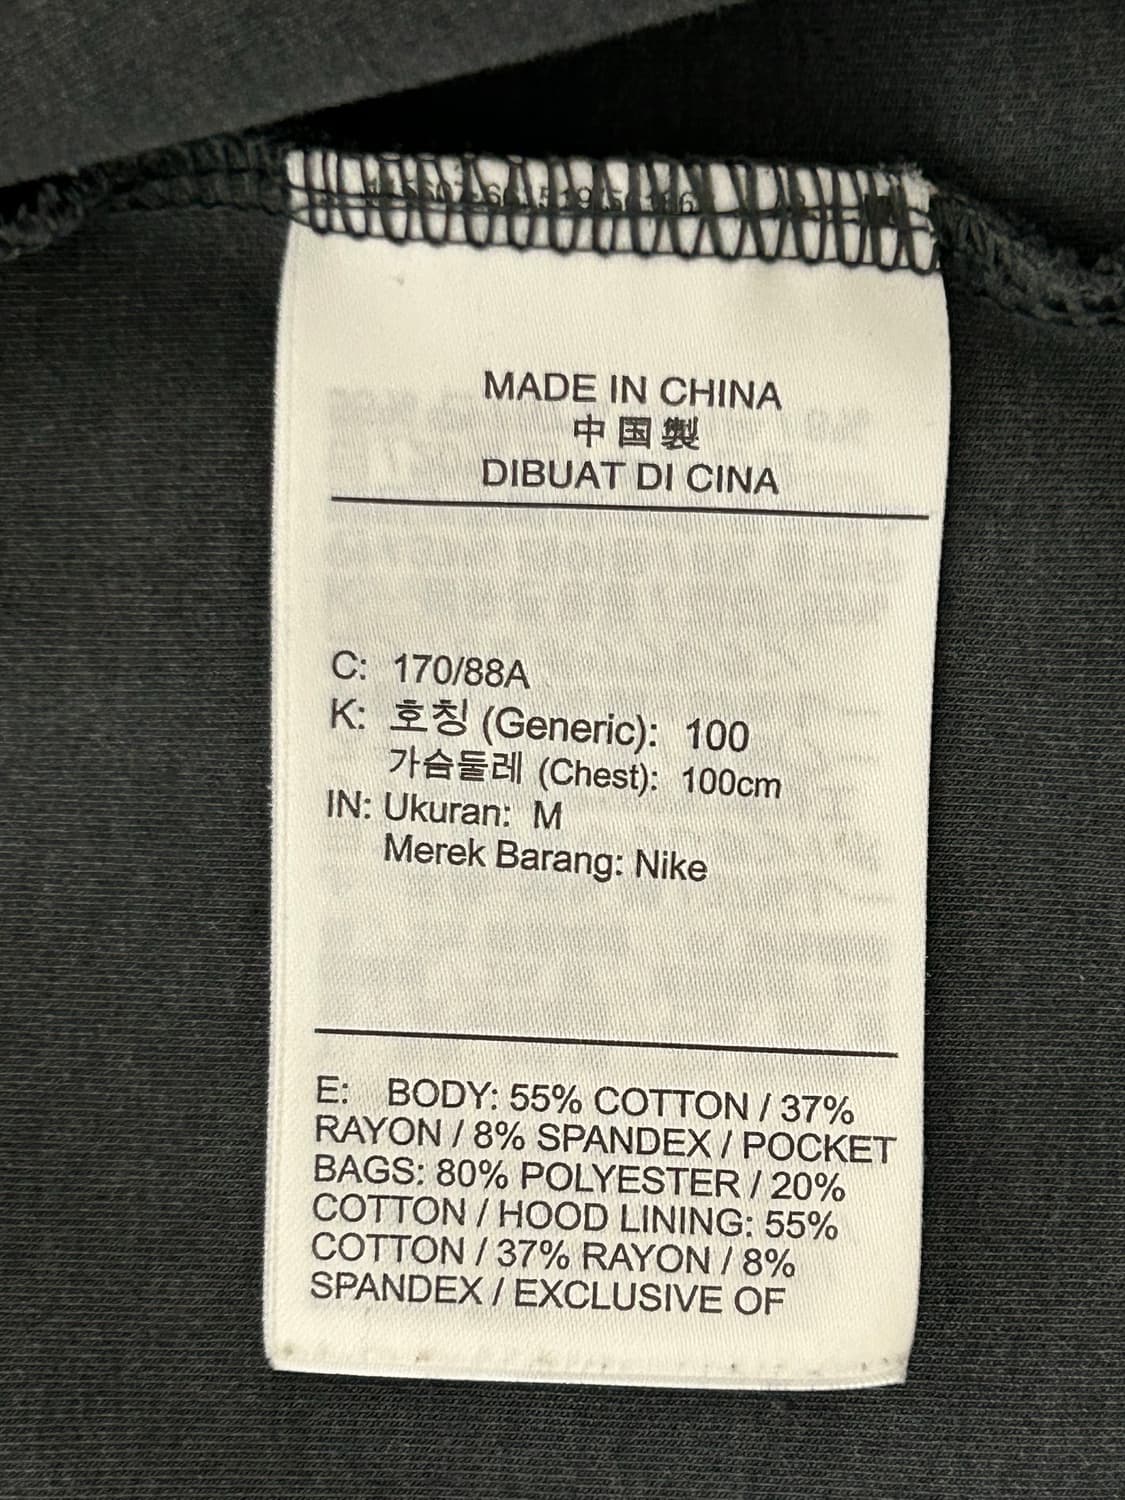 MADE IN CHINA
中国製
DIBUAT DI CINA
C: 170/88A
K: 호칭 (Generic): 100
가슴둘레 (Chest): 100cm
IN: Ukuran: M
Merek Barang: Nike
E: BODY: 55% COTTON / 37%
RAYON / 8% SPANDEX / POCKET
BAGS: 80% POLYESTER / 20%
COTTON / HOOD LINING: 55%
COTTON / 37% RAYON / 8%
SPANDEX / EXCLUSIVE OF